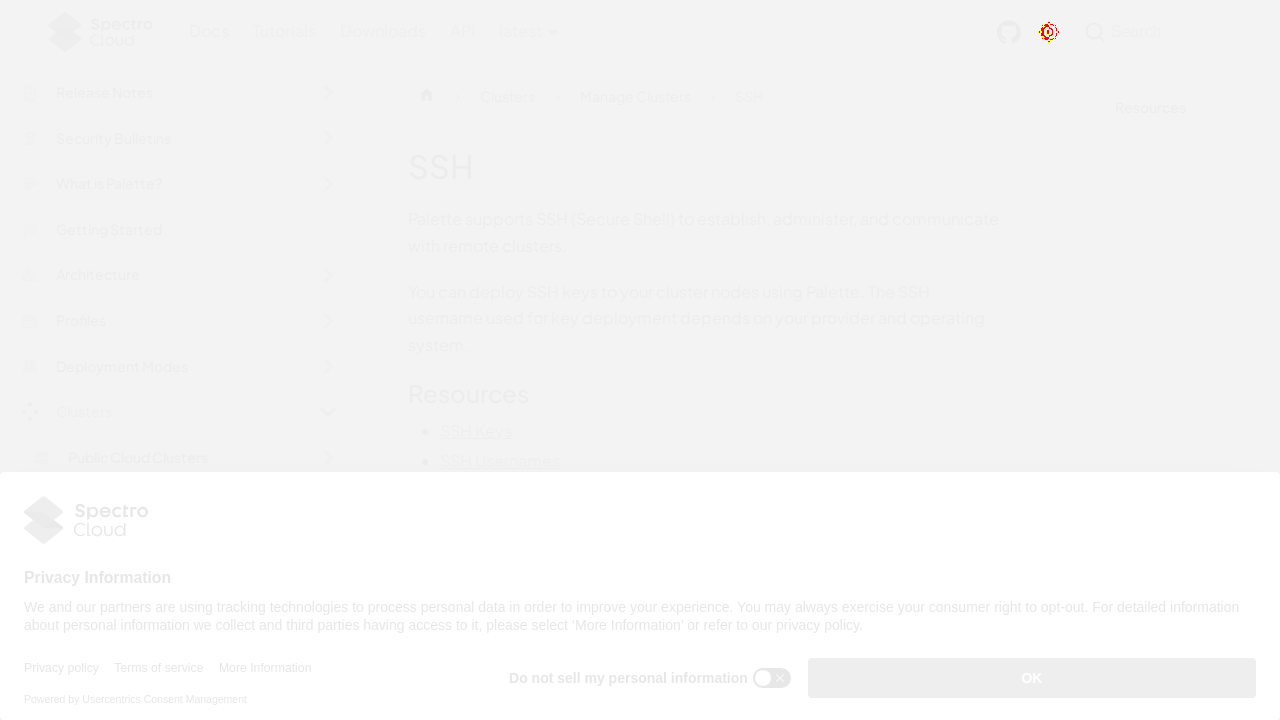 Spectro Cloud
Docs Tutorials Downloads API latest Search
Release Notes
Security Bulletins
What is Palette?
Getting Started
Architecture
Profiles
Deployment Modes
Clusters
Public Cloud Clusters
Clusters Manage Clusters SSH
SSH
Palette supports SSH (Secure Shell) to establish, administer, and communicate
with remote clusters.
You can deploy SSH keys to your cluster nodes using Palette. The SSH
username used for key deployment depends on your provider and operating
system.
Resources
SSH Keys
SSH Usernames
Resources
Spectro
Cloud
Privacy Information
We and our partners are using tracking technologies to process personal data in order to improve your experience. You may always exercise your consumer right to opt-out. For detailed information
about personal information we collect and third parties having access to it, please select ‘More Information’ or refer to our privacy policy.
Privacy policy Terms of service More Information
Do not sell my personal information OK
Powered by Usercentrics Consent Management